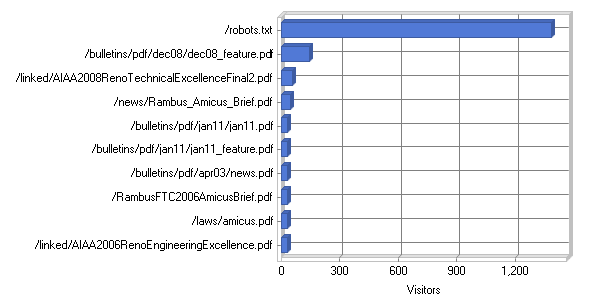 /robots.txt
/bulletins/pdf/dec08/dec08_feature.pdf
/linked/AIAA2008RenoTechnicalExcellenceFinal2.pdf
/news/Rambus_Amicus_Brief.pdf
/bulletins/pdf/jan11/jan11.pdf
/bulletins/pdf/jan11/jan11_feature.pdf
/bulletins/pdf/apr03/news.pdf
/RambusFTC2006AmicusBrief.pdf
/laws/amicus.pdf
/linked/AIAA2006RenoEngineeringExcellence.pdf
0 300 600 900 1,200
Visitors